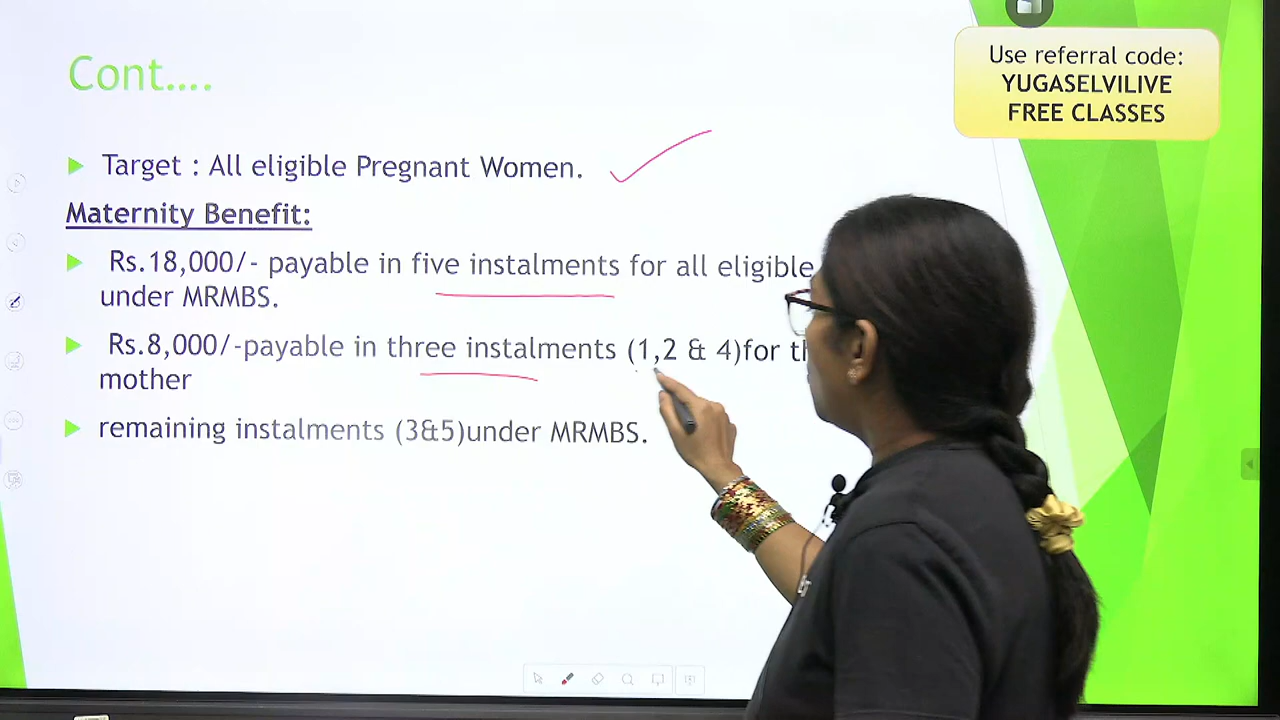 Cont....
Use referral code:
YUGASELVILIVE
FREE CLASSES
Target : All eligible Pregnant Women.
Maternity Benefit:
Rs.18,000/- payable in five instalments for all eligible
under MRMBS.
Rs.8,000/-payable in three instalments (1,2 & 4)for
mother
remaining instalments (3&5)under MRMBS.